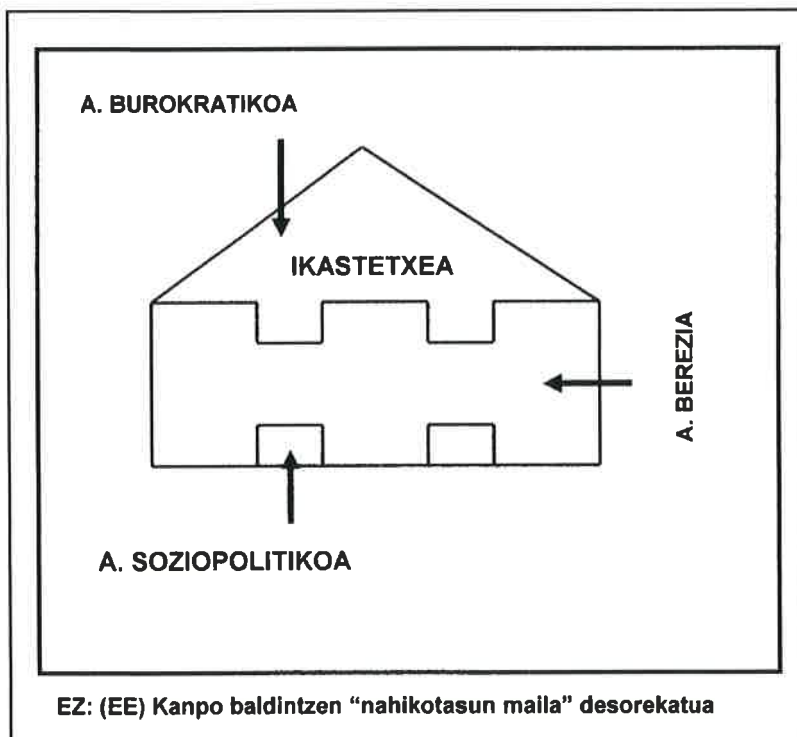 A. BUROKRATIKOA
IKASTETXEA
A. BEREZIA
A. SOZIOPOLITIKOA
EZ: (EE) Kanpo baldintzen “nahikotasun maila” desorekatua